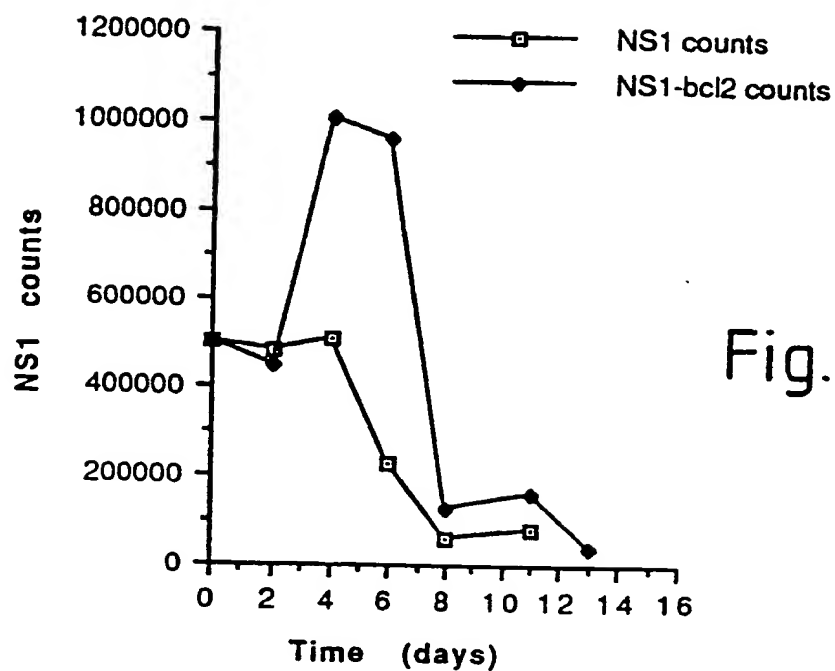 1200000
1000000
800000
600000
400000
200000
0
NS1 counts
0 2 4 6 8 10 12 14 16
Time (days)
NS1 counts
NS1-bcl2 counts
Fig.